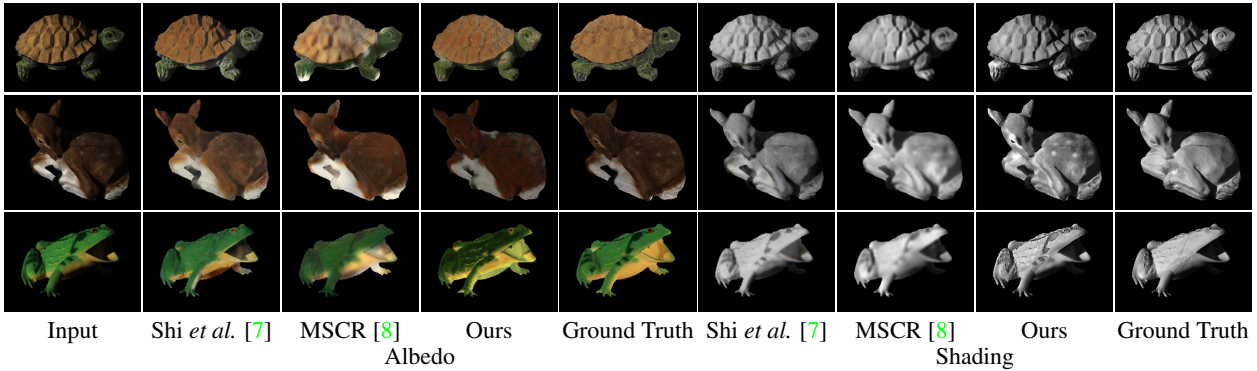 Input Shi et al. [7] MSCR [8] Ours Ground Truth Shi et al. [7] MSCR [8] Ours Ground Truth
Albedo Shading